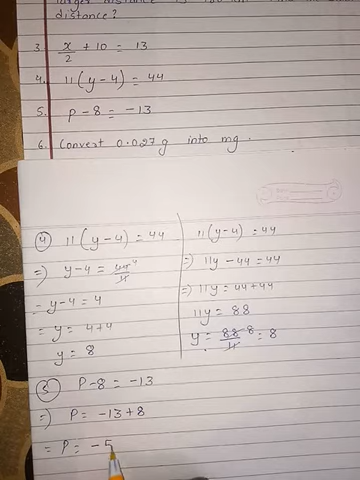 distance?
3. x/2 + 10 = 13
4. 11(y-4) = 44
5. p-8 = -13
6. Convert 0.027 g into mg.
④ 11(y-4) = 44
=) y-4 = 44⁴/11
= y-4 = 4
= y = 4+4
y = 8
11(y-4) = 44
=) 11y - 44 = 44
=) 11y = 44+44
11y = 88
y = 88 8/11 = 8
⑤ P-8 = -13
=) P = -13+8
= P = -5